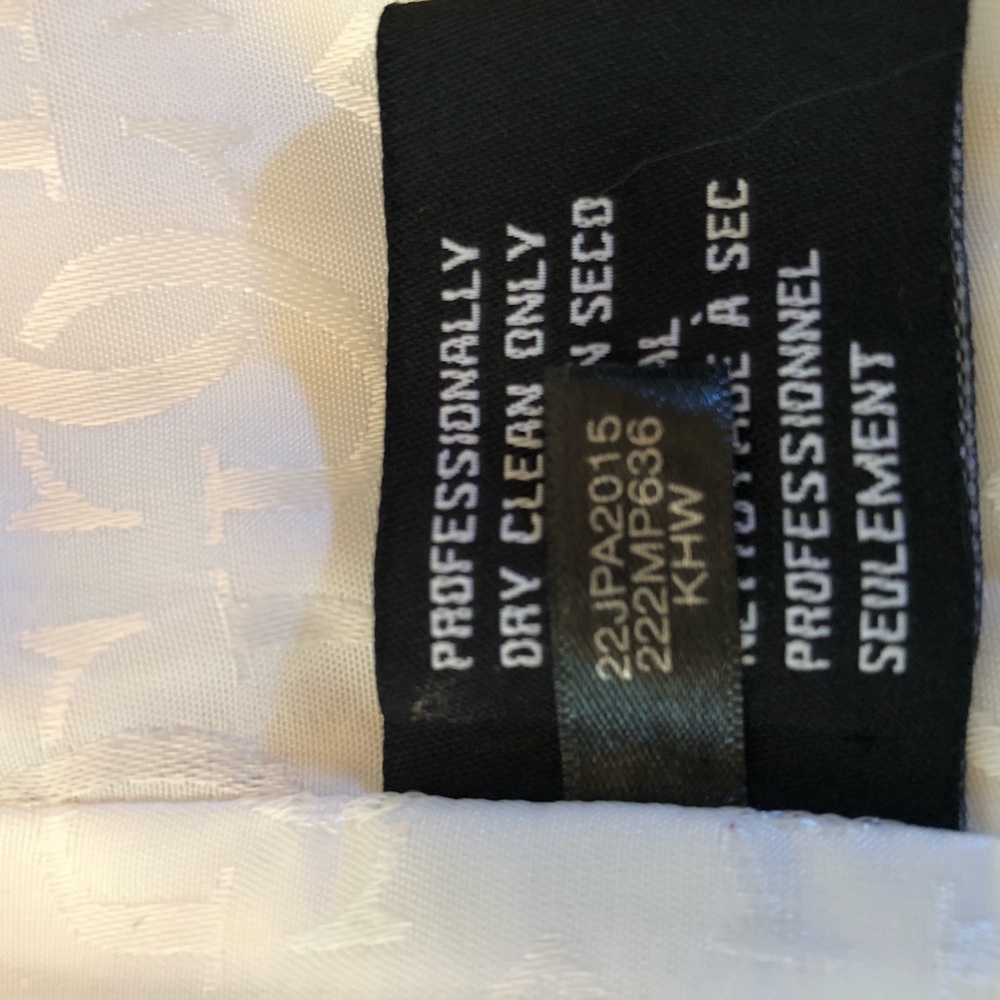 PROFESSIONALLY
DRY CLEAN ONLY
SECO
À SEC
PROFESSIONNEL
SEULEMENT
22JPA2015
222MP636
KHW